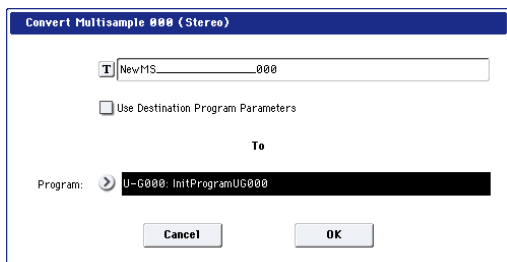 Convert Multisample 000 (Stereo)
T NewMS_______________000
Use Destination Program Parameters
To
Program: U-G000: InitProgramUG000
Cancel OK